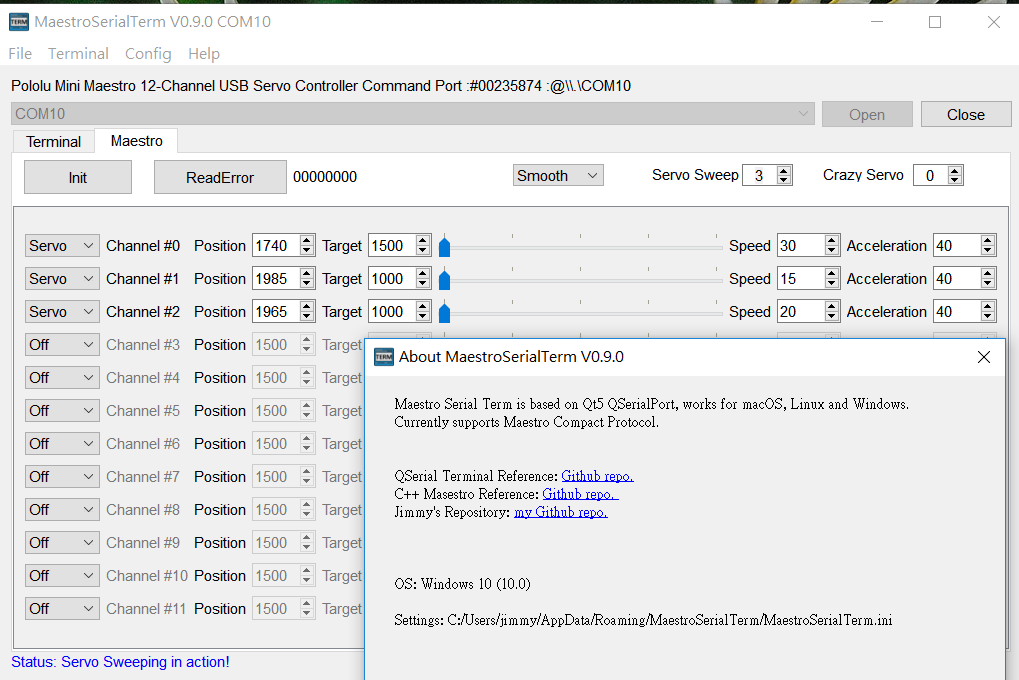 MaestroSerialTerm V0.9.0 COM10
File Terminal Config Help
Pololu Mini Maestro 12-Channel USB Servo Controller Command Port :#00235874 :@\\.\COM10
COM10 Open Close
Terminal Maestro
Init ReadError 00000000 Smooth Servo Sweep 3 Crazy Servo 0
Servo Channel #0 Position 1740 Target 1500 Speed 30 Acceleration 40
Servo Channel #1 Position 1985 Target 1000 Speed 15 Acceleration 40
Servo Channel #2 Position 1965 Target 1000 Speed 20 Acceleration 40
Off Channel #3 Position 1500 Target
Off Channel #4 Position 1500 Target
Off Channel #5 Position 1500 Target
Off Channel #6 Position 1500 Target
Off Channel #7 Position 1500 Target
Off Channel #8 Position 1500 Target
Off Channel #9 Position 1500 Target
Off Channel #10 Position 1500 Target
Off Channel #11 Position 1500 Target
Status: Servo Sweeping in action!
TERM About MaestroSerialTerm V0.9.0
Maestro Serial Term is based on Qt5 QSerialPort, works for macOS, Linux and Windows.
Currently supports Maestro Compact Protocol.
QSerial Terminal Reference: Github repo.
C++ Masestro Reference: Github repo.
Jimmy's Repository: my Github repo.
OS: Windows 10 (10.0)
Settings: C:/Users/jimmy/AppData/Roaming/MaestroSerialTerm/MaestroSerialTerm.ini